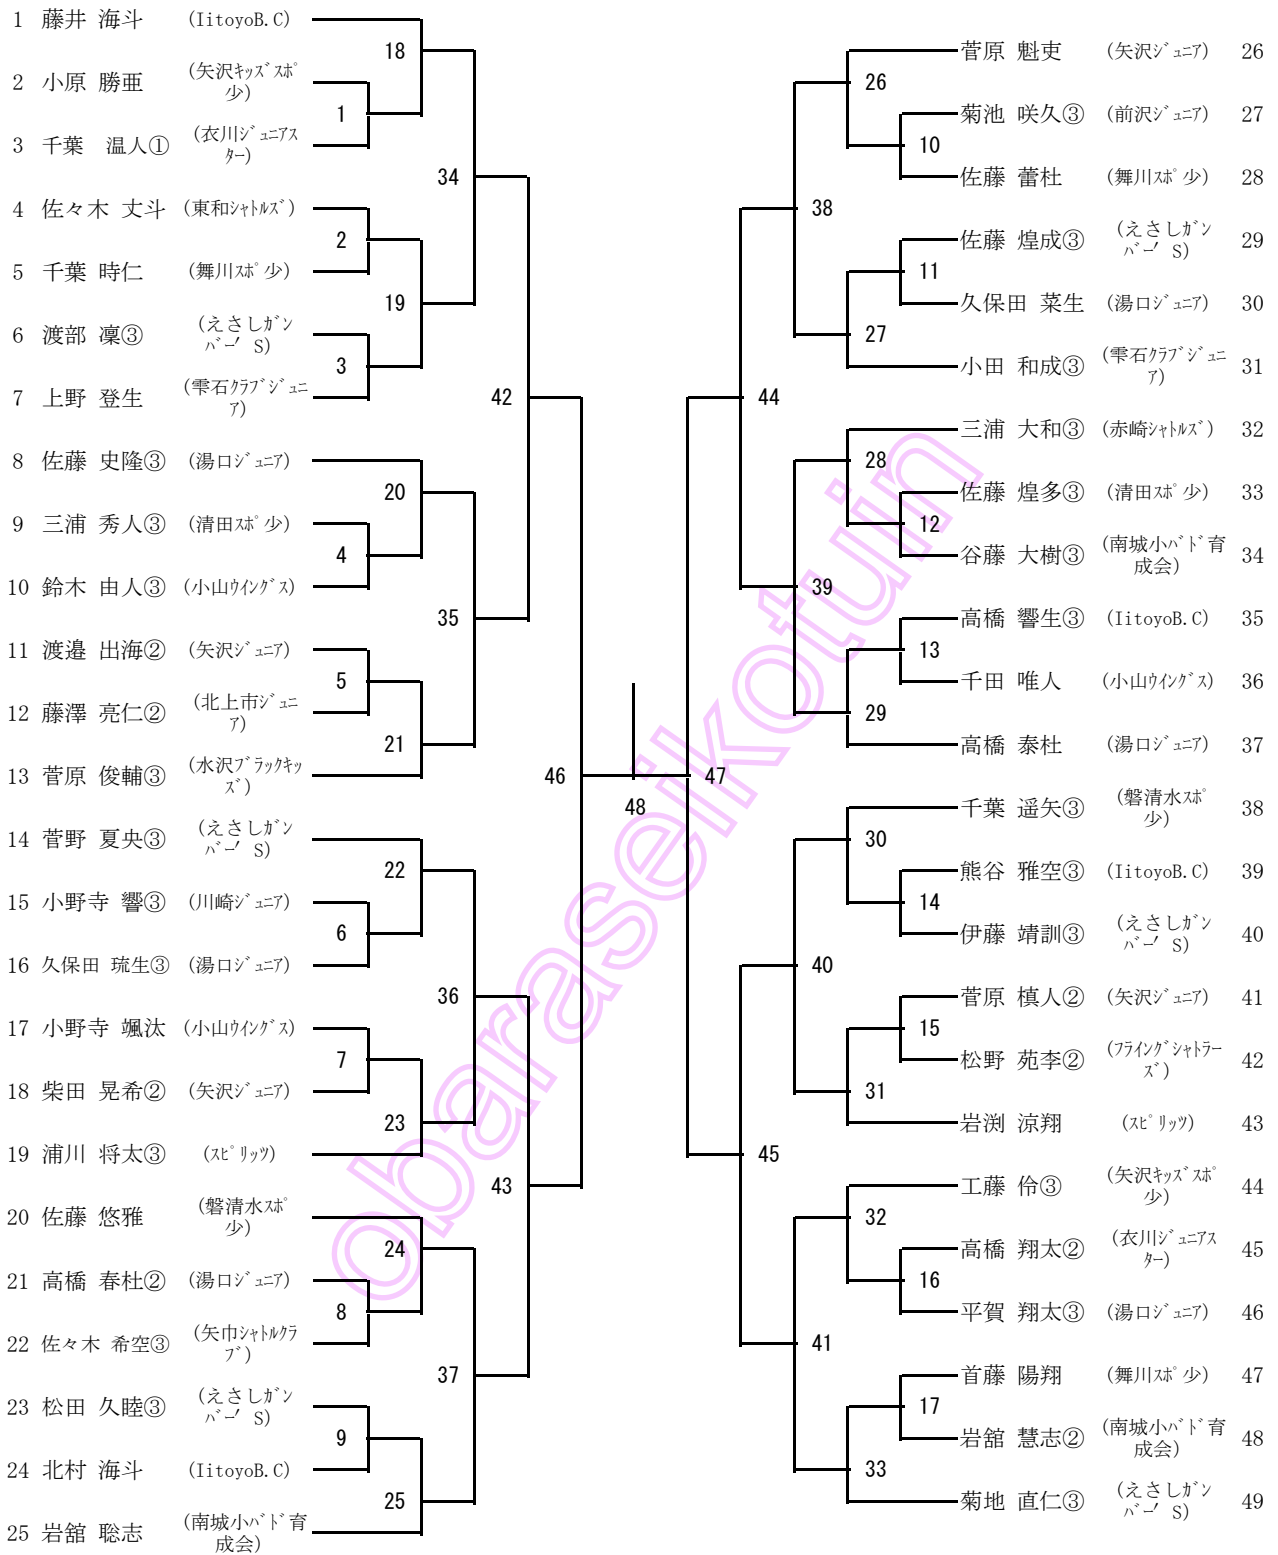 1 藤井 海斗 (IitoyoB.C)
2 小原 勝亜 (矢沢ｷｯｽﾞｽﾎﾟ
少)
3 千葉 温人① (衣川ｼﾞｭﾆｱｽ
ﾀｰ)
4 佐々木 丈斗 (東和ｼｬﾄﾙｽﾞ)
5 千葉 時仁 (舞川ｽﾎﾟ少)
6 渡部 凜③ (えさしｶﾞﾝ
ﾊﾞｰ! S)
7 上野 登生 (雫石ｸﾗﾌﾞｼﾞｭﾆ
ｱ)
8 佐藤 史隆③ (湯口ｼﾞｭﾆｱ)
9 三浦 秀人③ (清田ｽﾎﾟ少)
10 鈴木 由人③ (小山ｳｲﾝｸﾞｽ)
11 渡邉 出海② (矢沢ｼﾞｭﾆｱ)
12 藤澤 亮仁② (北上市ｼﾞｭﾆ
ｱ)
13 菅原 俊輔③ (水沢ﾌﾞﾗｯｸｷｯ
ｽﾞ)
14 菅野 夏央③ (えさしｶﾞﾝ
ﾊﾞｰ! S)
15 小野寺 響③ (川崎ｼﾞｭﾆｱ)
16 久保田 琉生③ (湯口ｼﾞｭﾆｱ)
17 小野寺 颯汰 (小山ｳｲﾝｸﾞｽ)
18 柴田 晃希② (矢沢ｼﾞｭﾆｱ)
19 浦川 将太③ (ｽﾋﾟﾘｯﾂ)
20 佐藤 悠雅 (磐清水ｽﾎﾟ
少)
21 高橋 春杜② (湯口ｼﾞｭﾆｱ)
22 佐々木 希空③ (矢巾ｼｬﾄﾙｸﾗ
ﾌﾞ)
23 松田 久睦③ (えさしｶﾞﾝ
ﾊﾞｰ! S)
24 北村 海斗 (IitoyoB.C)
25 岩舘 聡志 (南城小ﾊﾞﾄﾞ育
成会)
18
1
34
2
19
3
42
20
4
35
5
21
46
22
6
36
7
23
43
24
8
37
9
25
48
47
26
10
38
11
27
44
28
12
39
13
29
30
14
40
15
31
45
32
16
41
17
33
菅原 魁吏 (矢沢ｼﾞｭﾆｱ) 26
菊池 咲久③ (前沢ｼﾞｭﾆｱ) 27
佐藤 蕾杜 (舞川ｽﾎﾟ少) 28
佐藤 煌成③ (えさしｶﾞﾝ
ﾊﾞｰ! S) 29
久保田 菜生 (湯口ｼﾞｭﾆｱ) 30
小田 和成③ (雫石ｸﾗﾌﾞｼﾞｭﾆ
ｱ) 31
三浦 大和③ (赤崎ｼｬﾄﾙｽﾞ) 32
佐藤 煌多③ (清田ｽﾎﾟ少) 33
谷藤 大樹③ (南城小ﾊﾞﾄﾞ育
成会) 34
高橋 響生③ (IitoyoB.C) 35
千田 唯人 (小山ｳｲﾝｸﾞｽ) 36
高橋 泰杜 (湯口ｼﾞｭﾆｱ) 37
千葉 遥矢③ (磐清水ｽﾎﾟ
少) 38
熊谷 雅空③ (IitoyoB.C) 39
伊藤 靖訓③ (えさしｶﾞﾝ
ﾊﾞｰ! S) 40
菅原 槙人② (矢沢ｼﾞｭﾆｱ) 41
松野 苑李② (ﾌﾗｲﾝｸﾞｼｬﾄﾗｰ
ｽﾞ) 42
岩渕 涼翔 (ｽﾋﾟﾘｯﾂ) 43
工藤 伶③ (矢沢ｷｯｽﾞｽﾎﾟ
少) 44
高橋 翔太② (衣川ｼﾞｭﾆｱｽ
ﾀｰ) 45
平賀 翔太③ (湯口ｼﾞｭﾆｱ) 46
首藤 陽翔 (舞川ｽﾎﾟ少) 47
岩舘 慧志② (南城小ﾊﾞﾄﾞ育
成会) 48
菊地 直仁③ (えさしｶﾞﾝ
ﾊﾞｰ! S) 49
obaraseikotuin